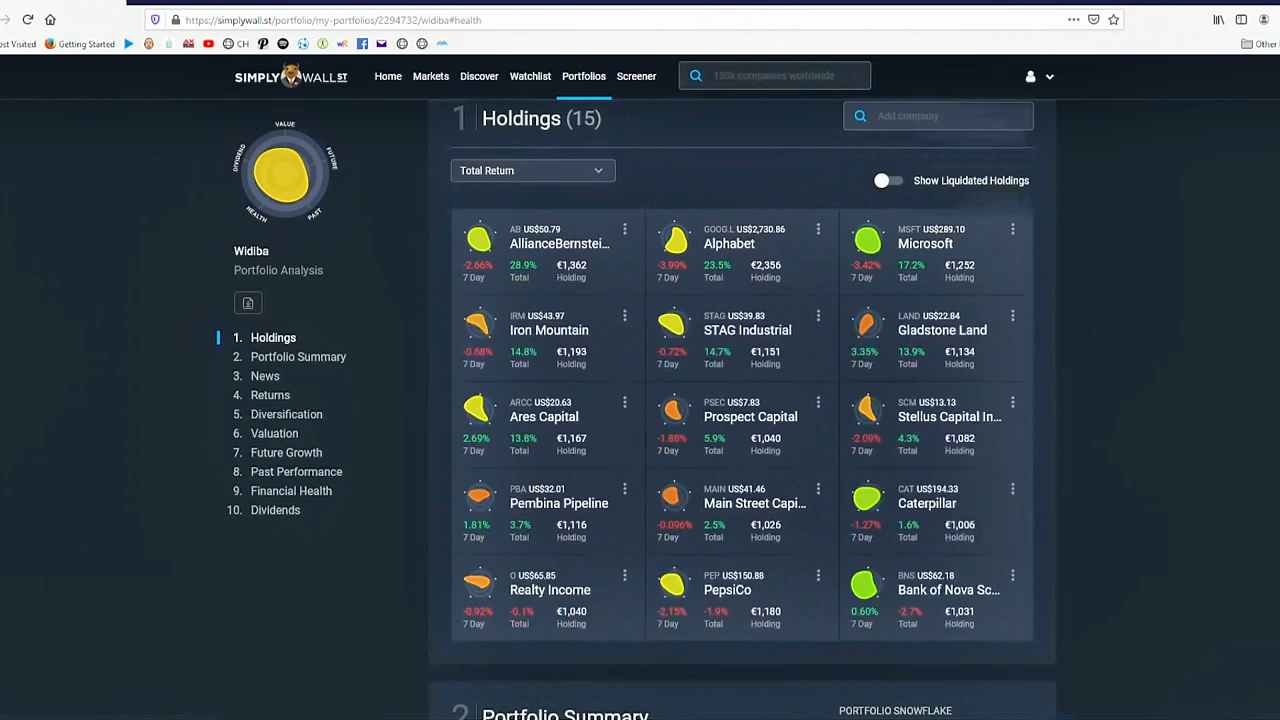 https://simplywall.st/portfolio/my-portfolios/2294732/widiba#health
ost Visited
Getting Started
CH
Other
SIMPLY WALL ST
Home
Markets
Discover
Watchlist
Portfolios
Screener
150k companies worldwide
VALUE
FUTURE
PAST
HEALTH
DIVIDEND
Widiba
Portfolio Analysis
1. Holdings
2. Portfolio Summary
3. News
4. Returns
5. Diversification
6. Valuation
7. Future Growth
8. Past Performance
9. Financial Health
10. Dividends
1 Holdings (15)
Add company
Total Return
Show Liquidated Holdings
AB US$50.79
AllianceBernstei...
-2.66% 28.9% €1,362
7 Day Total Holding
GOOG.L US$2,730.86
Alphabet
-3.99% 23.5% €2,356
7 Day Total Holding
MSFT US$289.10
Microsoft
-3.42% 17.2% €1,252
7 Day Total Holding
IRM US$43.97
Iron Mountain
-0.68% 14.8% €1,193
7 Day Total Holding
STAG US$39.83
STAG Industrial
-0.72% 14.7% €1,151
7 Day Total Holding
LAND US$22.84
Gladstone Land
3.35% 13.9% €1,134
7 Day Total Holding
ARCC US$20.63
Ares Capital
2.69% 13.8% €1,167
7 Day Total Holding
PSEC US$7.83
Prospect Capital
-1.88% 5.9% €1,040
7 Day Total Holding
SCM US$13.13
Stellus Capital In...
-2.09% 4.3% €1,082
7 Day Total Holding
PBA US$32.01
Pembina Pipeline
1.81% 3.7% €1,116
7 Day Total Holding
MAIN US$41.46
Main Street Capi...
-0.096% 2.5% €1,026
7 Day Total Holding
CAT US$194.33
Caterpillar
-1.27% 1.6% €1,006
7 Day Total Holding
O US$65.85
Realty Income
-0.92% -0.1% €1,040
7 Day Total Holding
PEP US$150.88
PepsiCo
-2.15% -1.9% €1,180
7 Day Total Holding
BNS US$62.18
Bank of Nova Sc...
0.60% -2.7% €1,031
7 Day Total Holding
2 Portfolio Summary
PORTFOLIO SNOWFLAKE